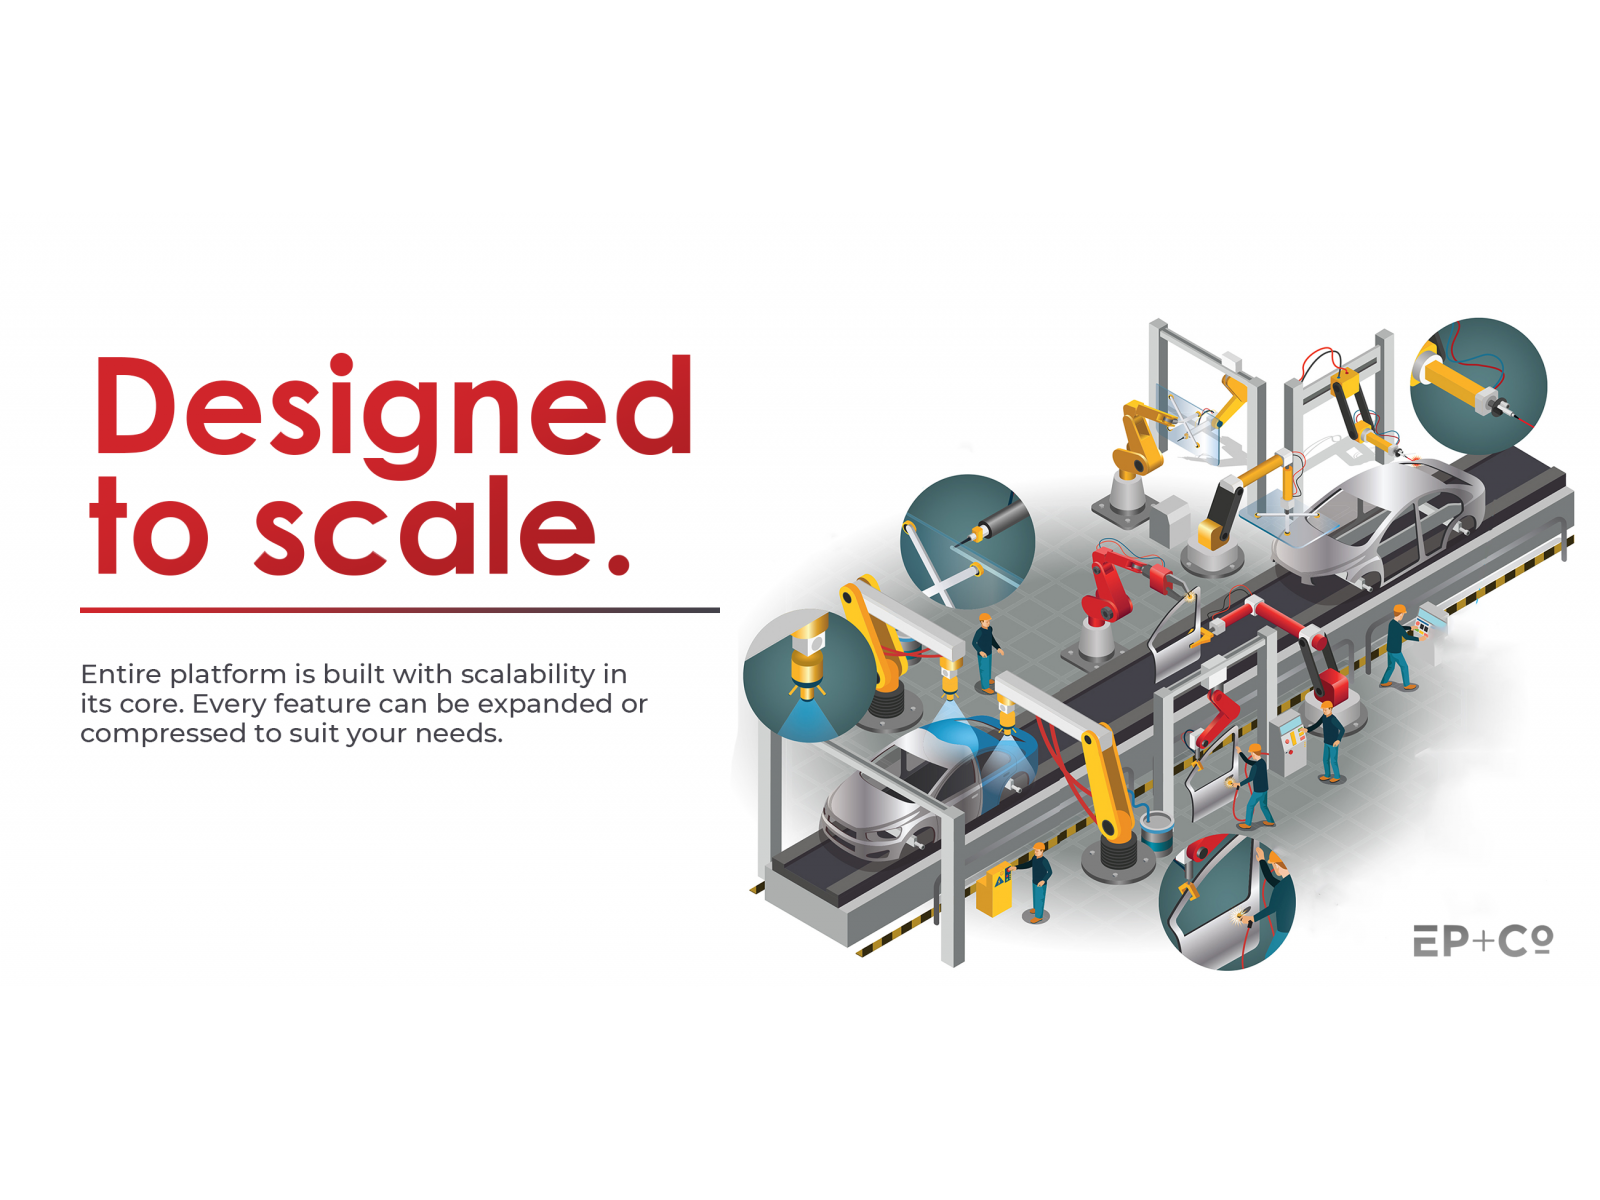 Designed
to scale.
Entire platform is built with scalability in
its core. Every feature can be expanded or
compressed to suit your needs.
EP+Co